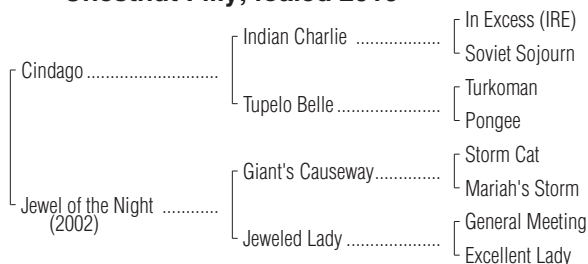 Chestnut Filly, foaled
In Excess (IRE)
Indian Charlie ...................
Soviet Sojourn
Cindago .............................
Turkoman
Tupelo Belle .......................
Pongee
Storm Cat
Giant's Causeway..............
Mariah's Storm
Jewel of the Night ............
(2002)
General Meeting
Jeweled Lady .....................
Excellent Lady